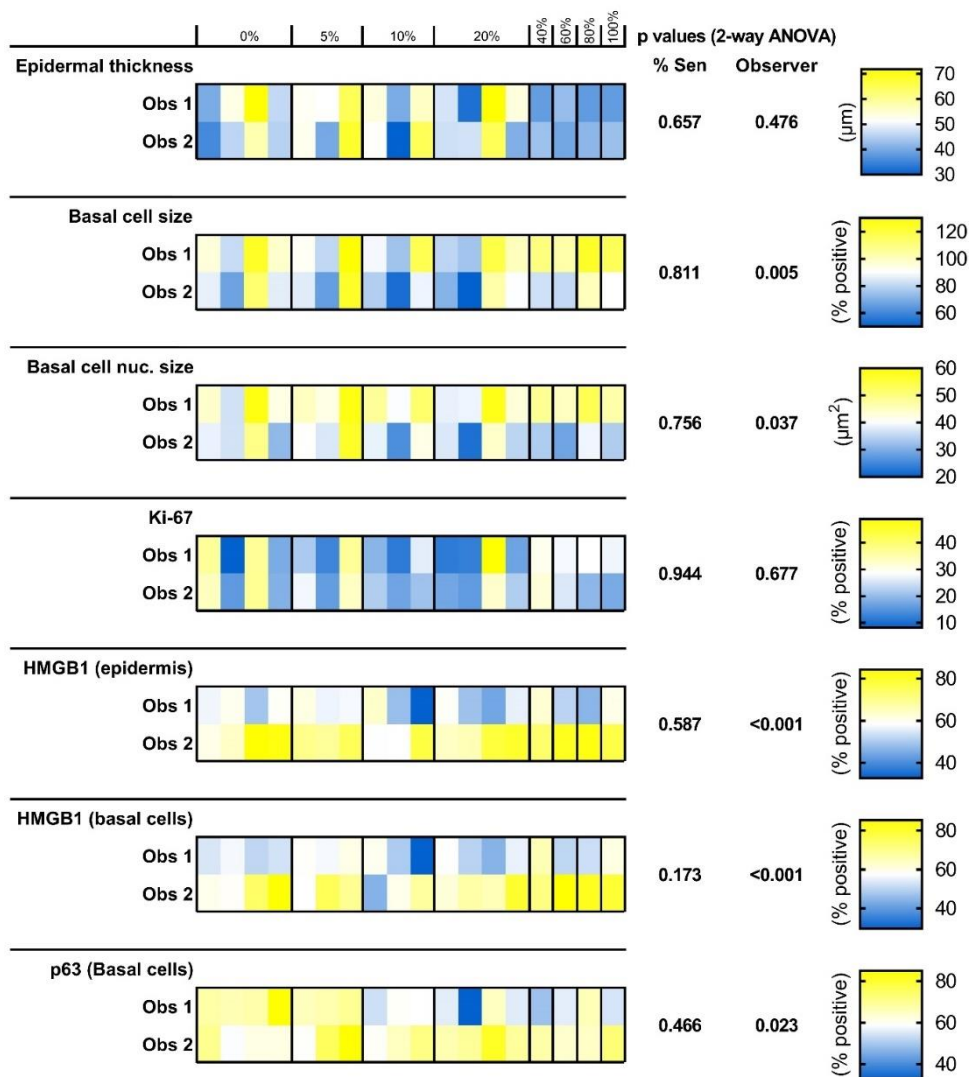 0% 5% 10% 20% 40% 60% 80% 100% p values (2-way ANOVA)
Epidermal thickness % Sen Observer
Obs 1
Obs 2
0.657 0.476
(µm)
70
60
50
40
30
Basal cell size
Obs 1
Obs 2
0.811 0.005
(% positive)
120
100
80
60
Basal cell nuc. size
Obs 1
Obs 2
0.756 0.037
(µm²)
60
50
40
30
20
Ki-67
Obs 1
Obs 2
0.944 0.677
(% positive)
40
30
20
10
HMGB1 (epidermis)
Obs 1
Obs 2
0.587 <0.001
(% positive)
80
60
40
HMGB1 (basal cells)
Obs 1
Obs 2
0.173 <0.001
(% positive)
80
60
40
p63 (Basal cells)
Obs 1
Obs 2
0.466 0.023
(% positive)
80
60
40